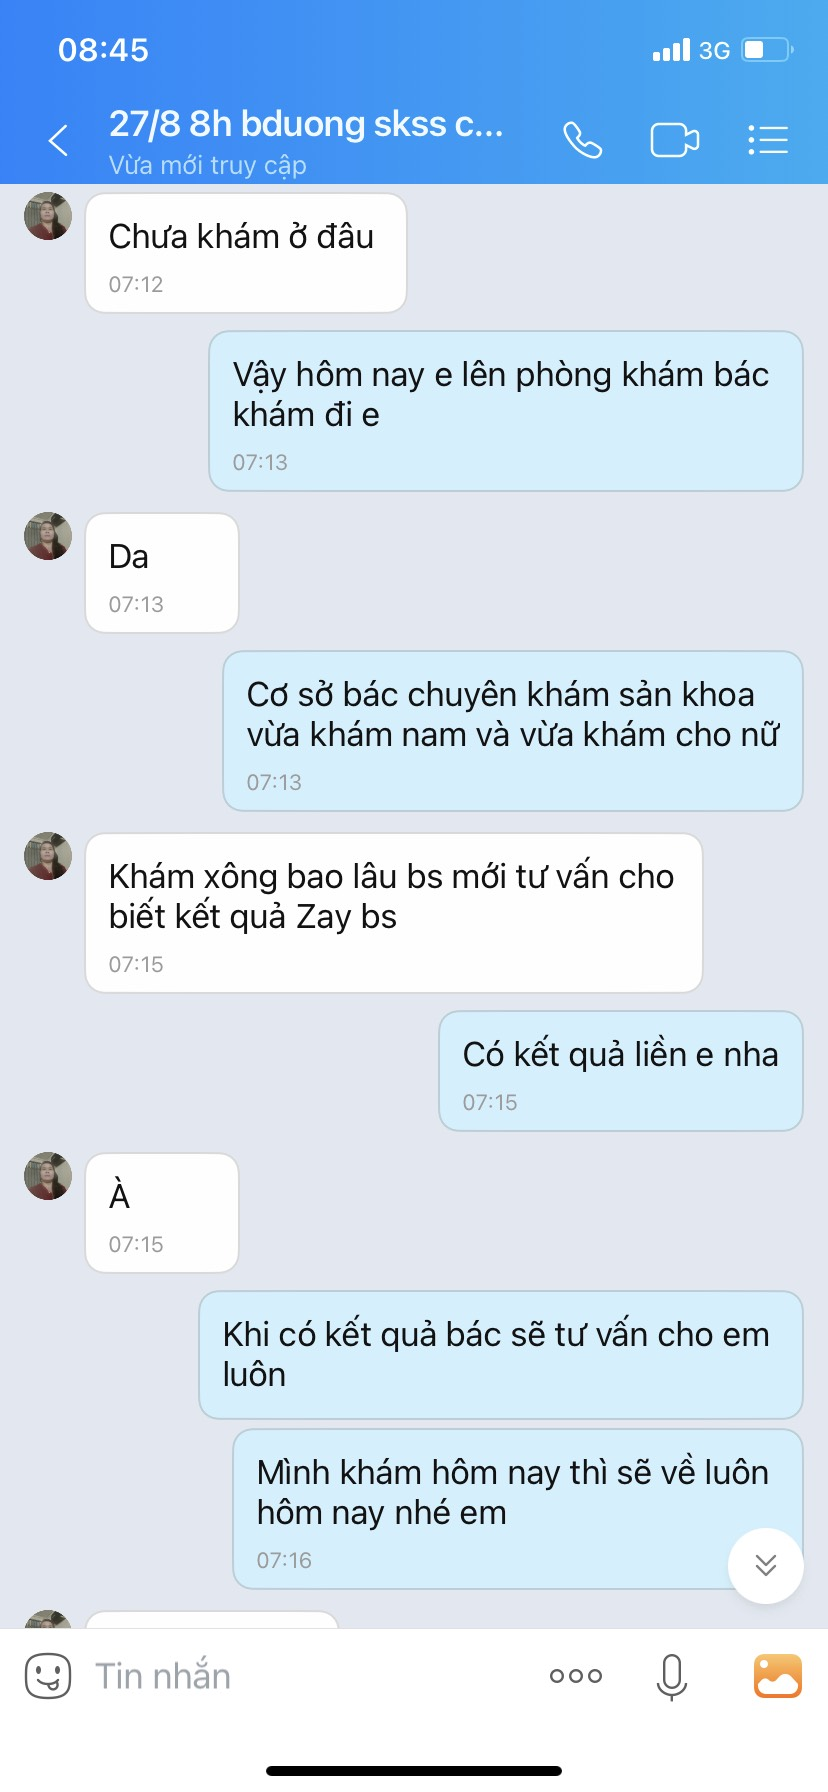 08:45
3G
27/8 8h bduong skss c...
Vừa mới truy cập
Chưa khám ở đâu
07:12
Vậy hôm nay e lên phòng khám bác
khám đi e
07:13
Da
07:13
Cơ sở bác chuyên khám sản khoa
vừa khám nam và vừa khám cho nữ
07:13
Khám xông bao lâu bs mới tư vấn cho
biết kết quả Zay bs
07:15
Có kết quả liền e nha
07:15
À
07:15
Khi có kết quả bác sẽ tư vấn cho em
luôn
Mình khám hôm nay thì sẽ về luôn
hôm nay nhé em
07:16
Tin nhắn